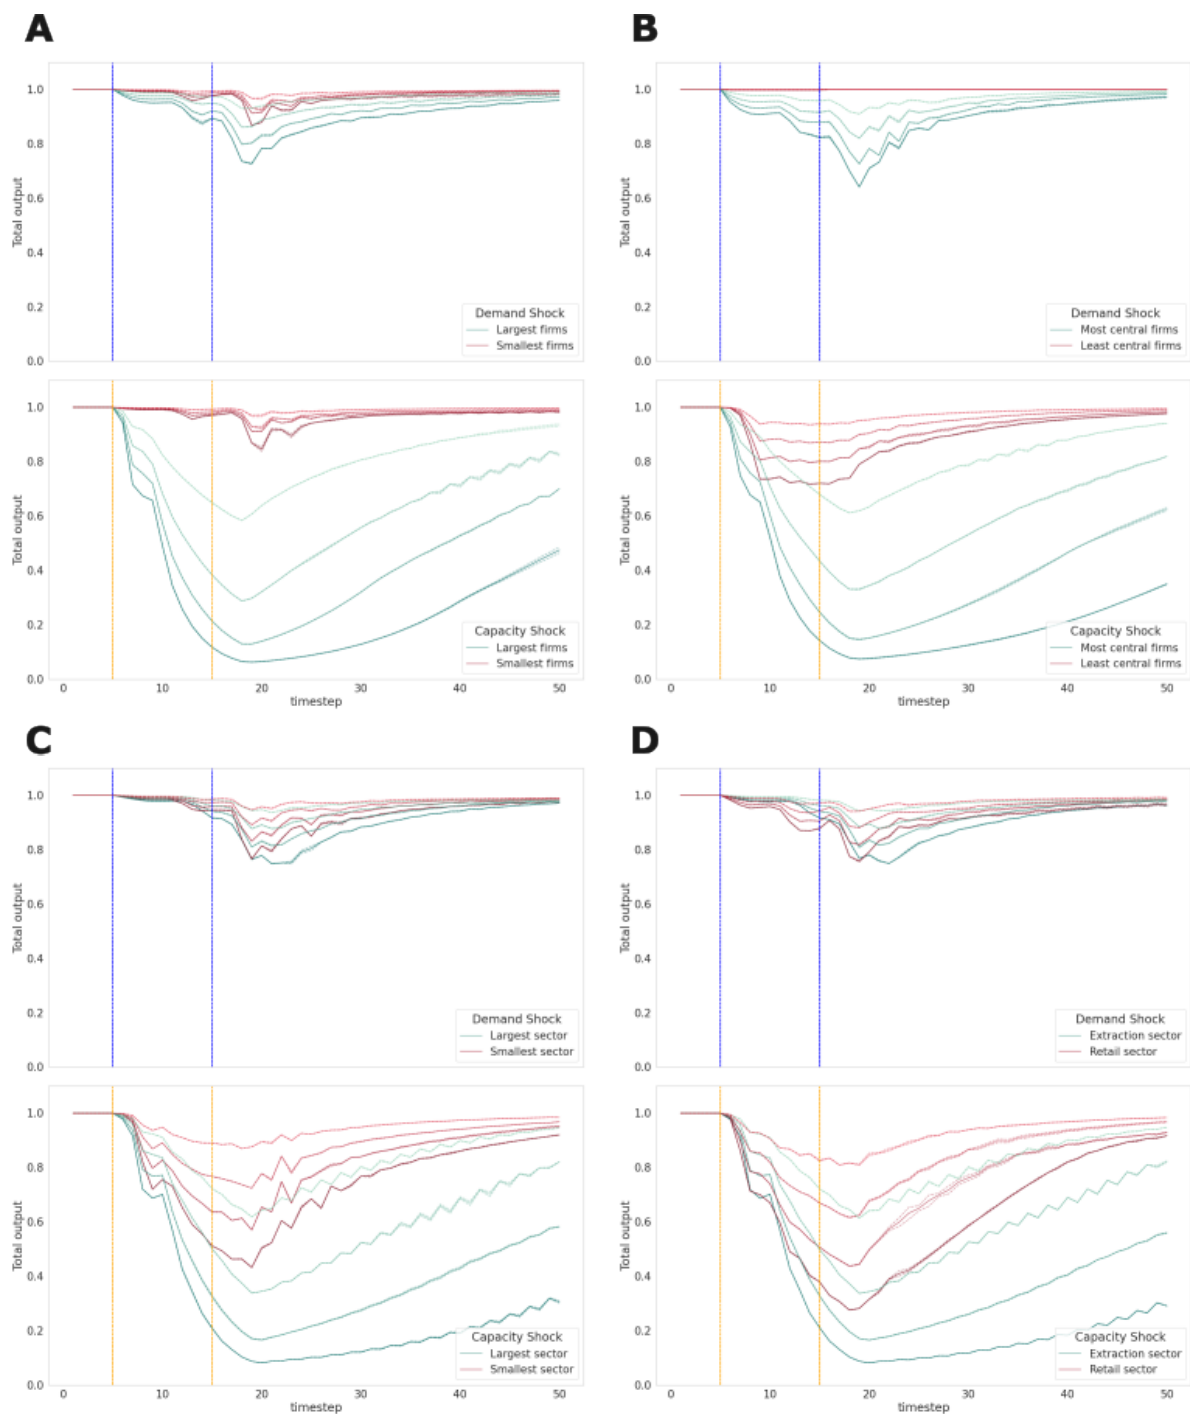 A
1.0
0.8
0.6
0.4
0.2
0.0
Total output
Demand Shock
Largest firms
Smallest firms
1.0
0.8
0.6
0.4
0.2
0.0
Total output
Capacity Shock
Largest firms
Smallest firms
0 10 20 30 40 50
timestep
B
1.0
0.8
0.6
0.4
0.2
0.0
Total output
Demand Shock
Most central firms
Least central firms
1.0
0.8
0.6
0.4
0.2
0.0
Total output
Capacity Shock
Most central firms
Least central firms
0 10 20 30 40 50
timestep
C
1.0
0.8
0.6
0.4
0.2
0.0
Total output
Demand Shock
Largest sector
Smallest sector
1.0
0.8
0.6
0.4
0.2
0.0
Total output
Capacity Shock
Largest sector
Smallest sector
0 10 20 30 40 50
timestep
D
1.0
0.8
0.6
0.4
0.2
0.0
Total output
Demand Shock
Extraction sector
Retail sector
1.0
0.8
0.6
0.4
0.2
0.0
Total output
Capacity Shock
Extraction sector
Retail sector
0 10 20 30 40 50
timestep